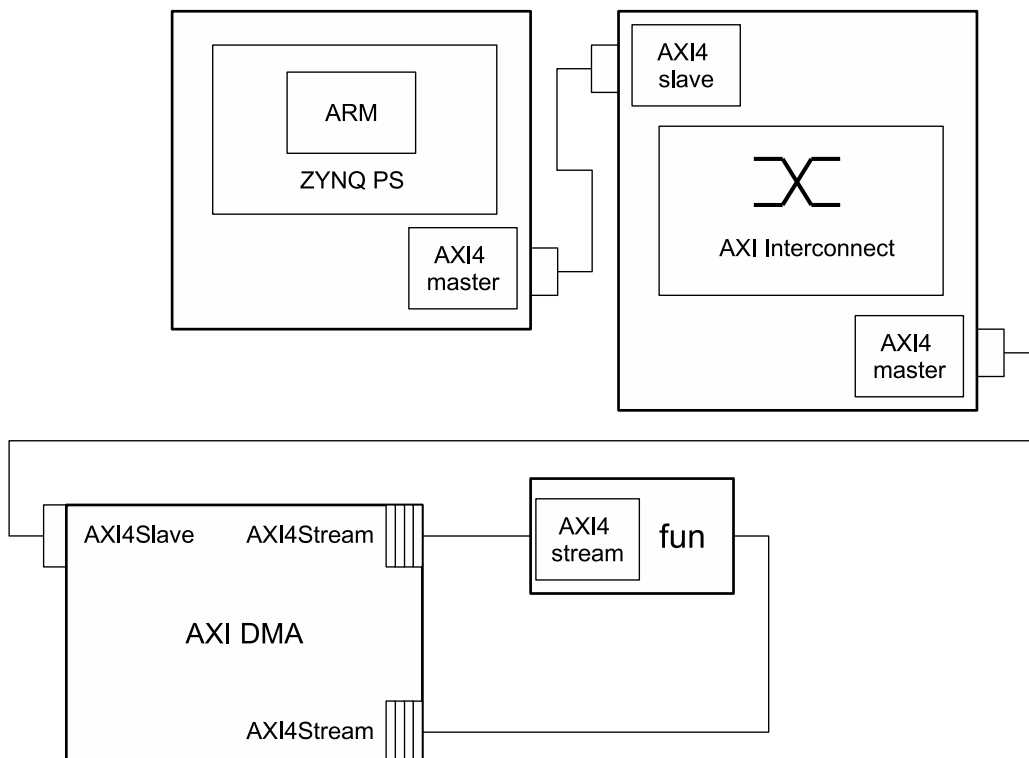 ARM
ZYNQ PS
AXI4
master
AXI4
slave
AXI Interconnect
AXI4
master
AXI4Slave
AXI4Stream
AXI DMA
AXI4Stream
AXI4
stream
fun